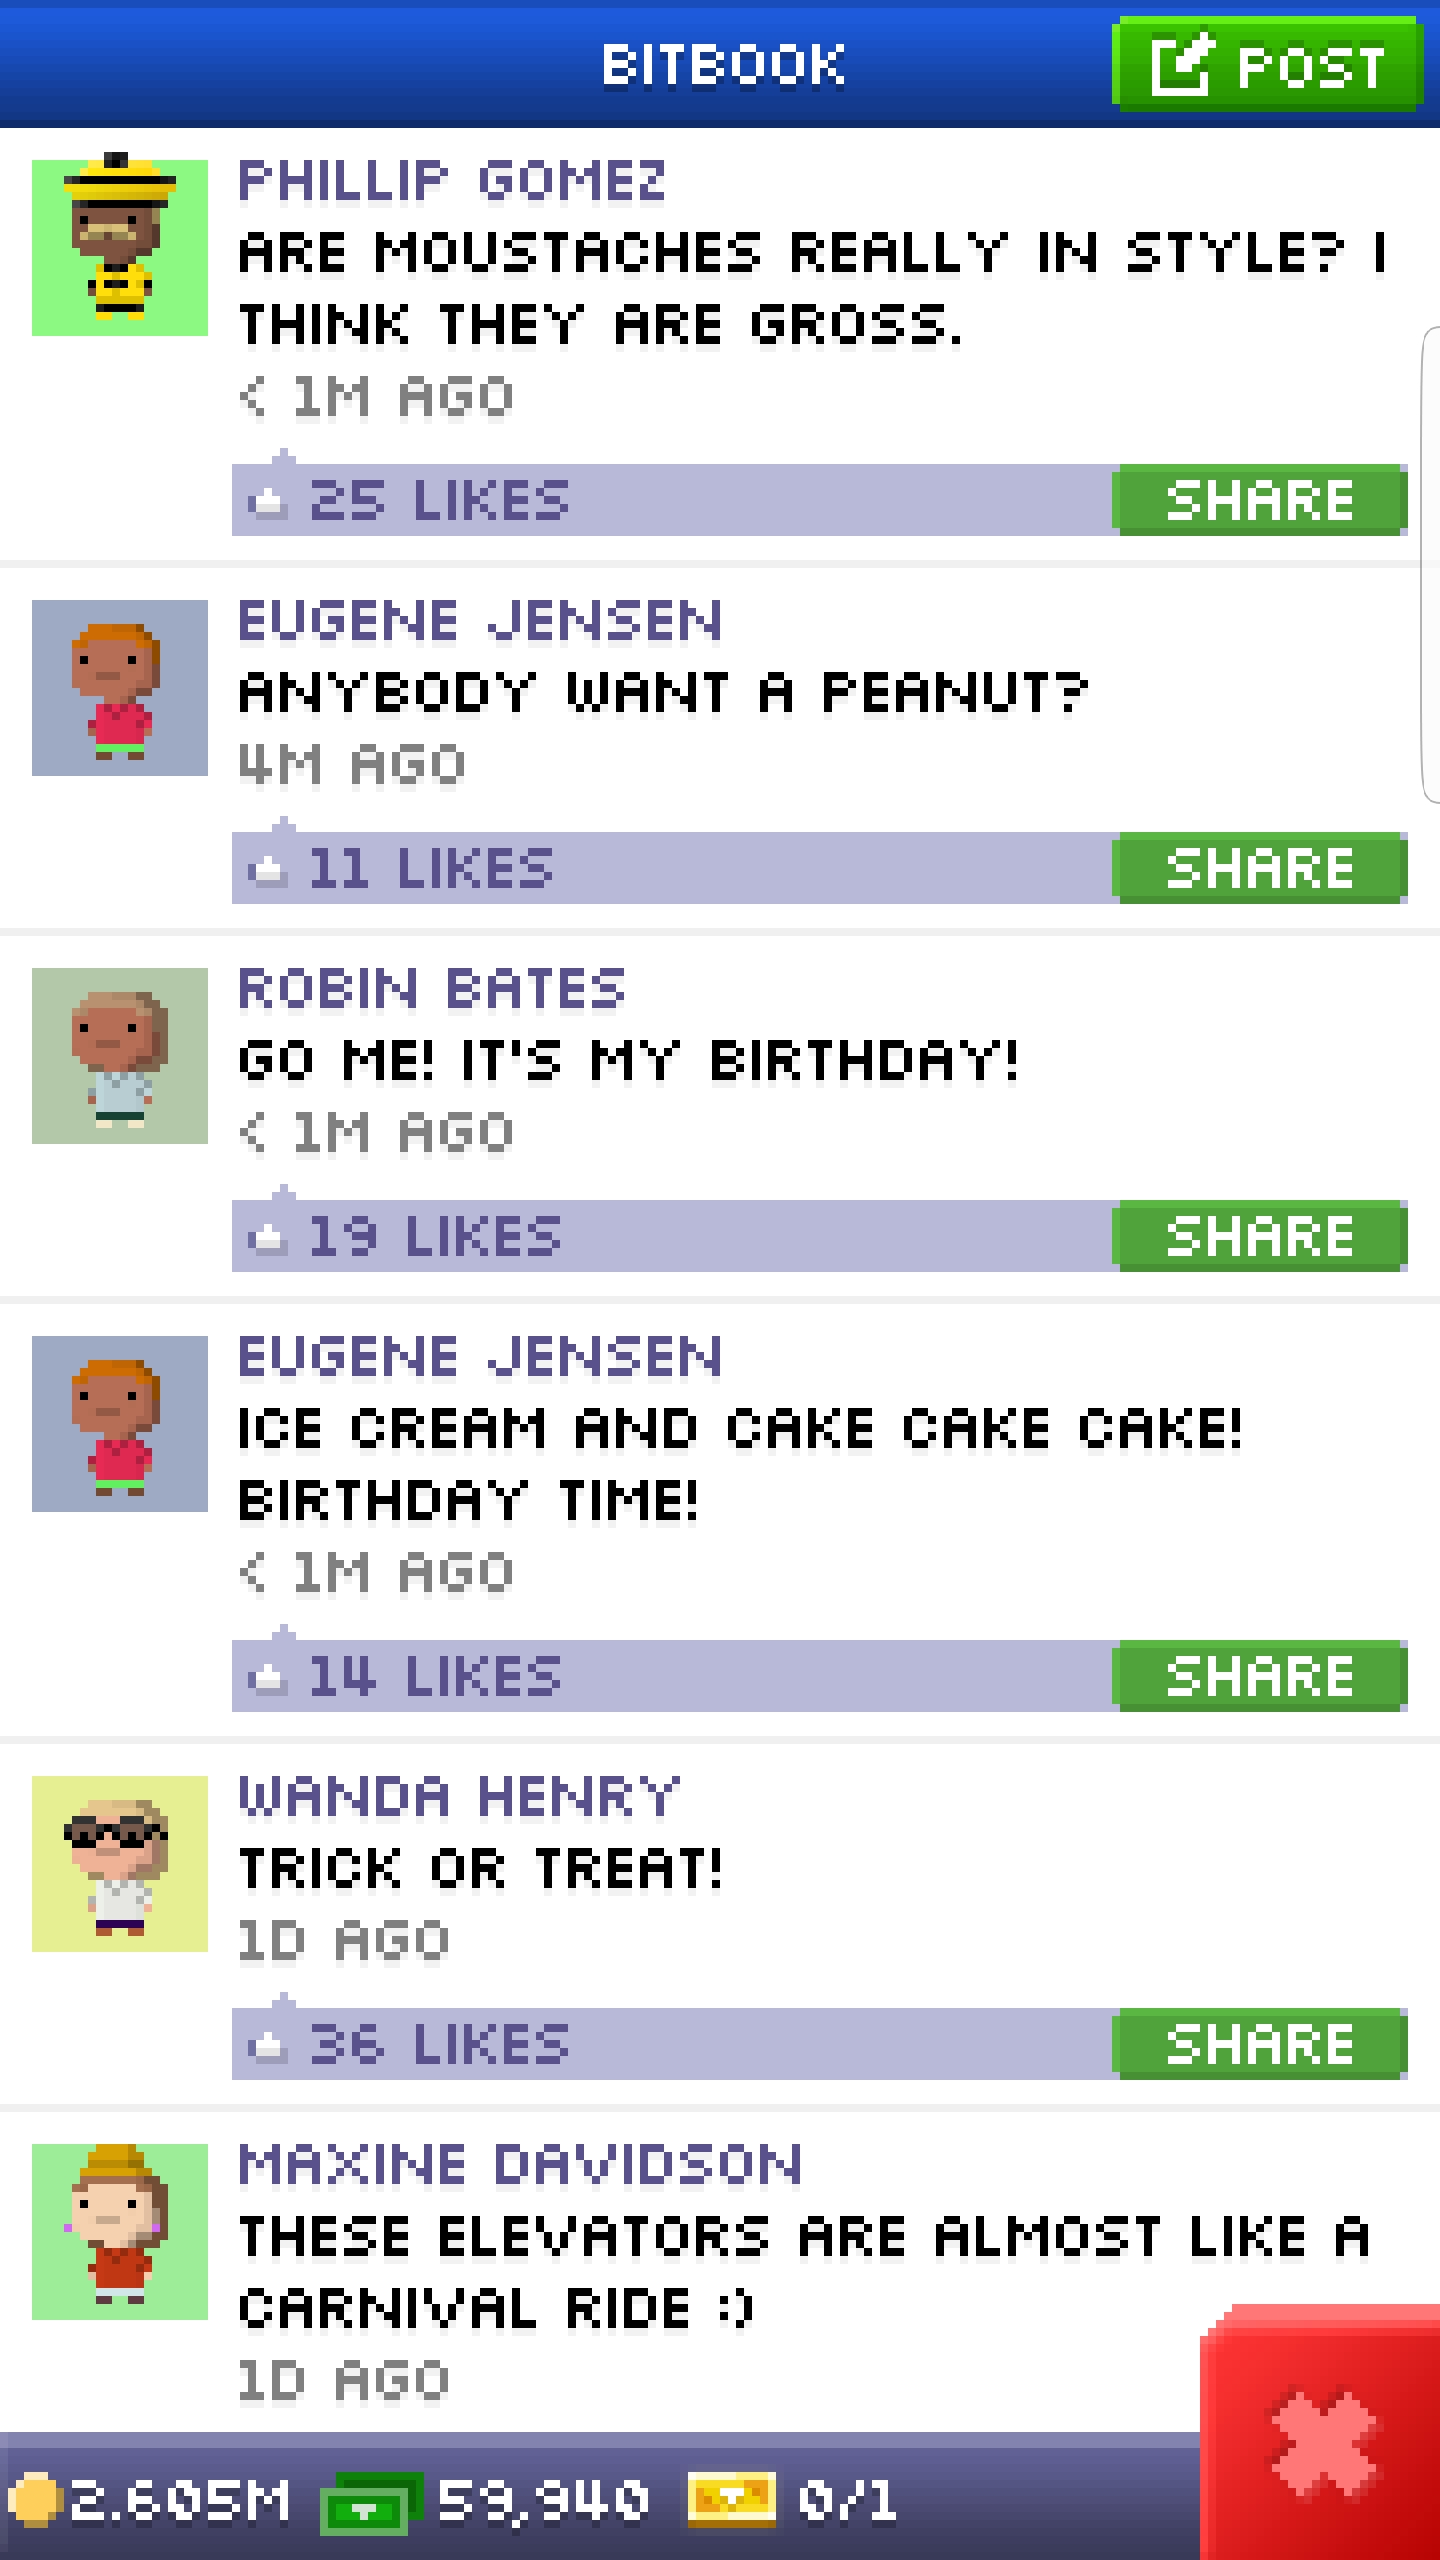 BITBOOK
POST
PHILLIP GOMEZ
ARE MOUSTACHES REALLY IN STYLE? I
THINK THEY ARE GROSS.
< 1M AGO
25 LIKES
SHARE
EUGENE JENSEN
ANYBODY WANT A PEANUT?
4M AGO
11 LIKES
SHARE
ROBIN BATES
GO ME! IT'S MY BIRTHDAY!
< 1M AGO
19 LIKES
SHARE
EUGENE JENSEN
ICE CREAM AND CAKE CAKE CAKE!
BIRTHDAY TIME!
< 1M AGO
14 LIKES
SHARE
WANDA HENRY
TRICK OR TREAT!
1D AGO
36 LIKES
SHARE
MAXINE DAVIDSON
THESE ELEVATORS ARE ALMOST LIKE A
CARNIVAL RIDE :)
1D AGO
2.605M 59,940 0/1